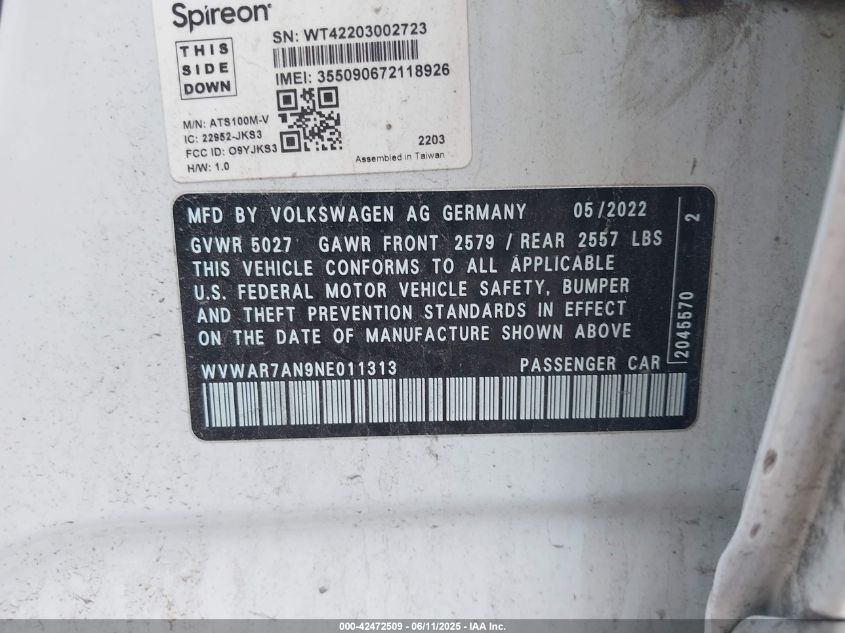 Spireon®
THIS
SIDE
DOWN
SN: WT42203002723
IMEI: 355090672118926
M/N: ATS100M-V
IC: 22952-JKS3
FCC ID: O9YJKS3
H/W: 1.0
2203
Assembled in Taiwan
MFD BY VOLKSWAGEN AG GERMANY 05/2022
GVWR 5027 GAWR FRONT 2579 / REAR 2557 LBS
THIS VEHICLE CONFORMS TO ALL APPLICABLE
U.S. FEDERAL MOTOR VEHICLE SAFETY, BUMPER
AND THEFT PREVENTION STANDARDS IN EFFECT
ON THE DATE OF MANUFACTURE SHOWN ABOVE
WVWAR7AN9NE011313 PASSENGER CAR
2045570 2
000-42472509 - 06/11/2025 - IAA Inc.